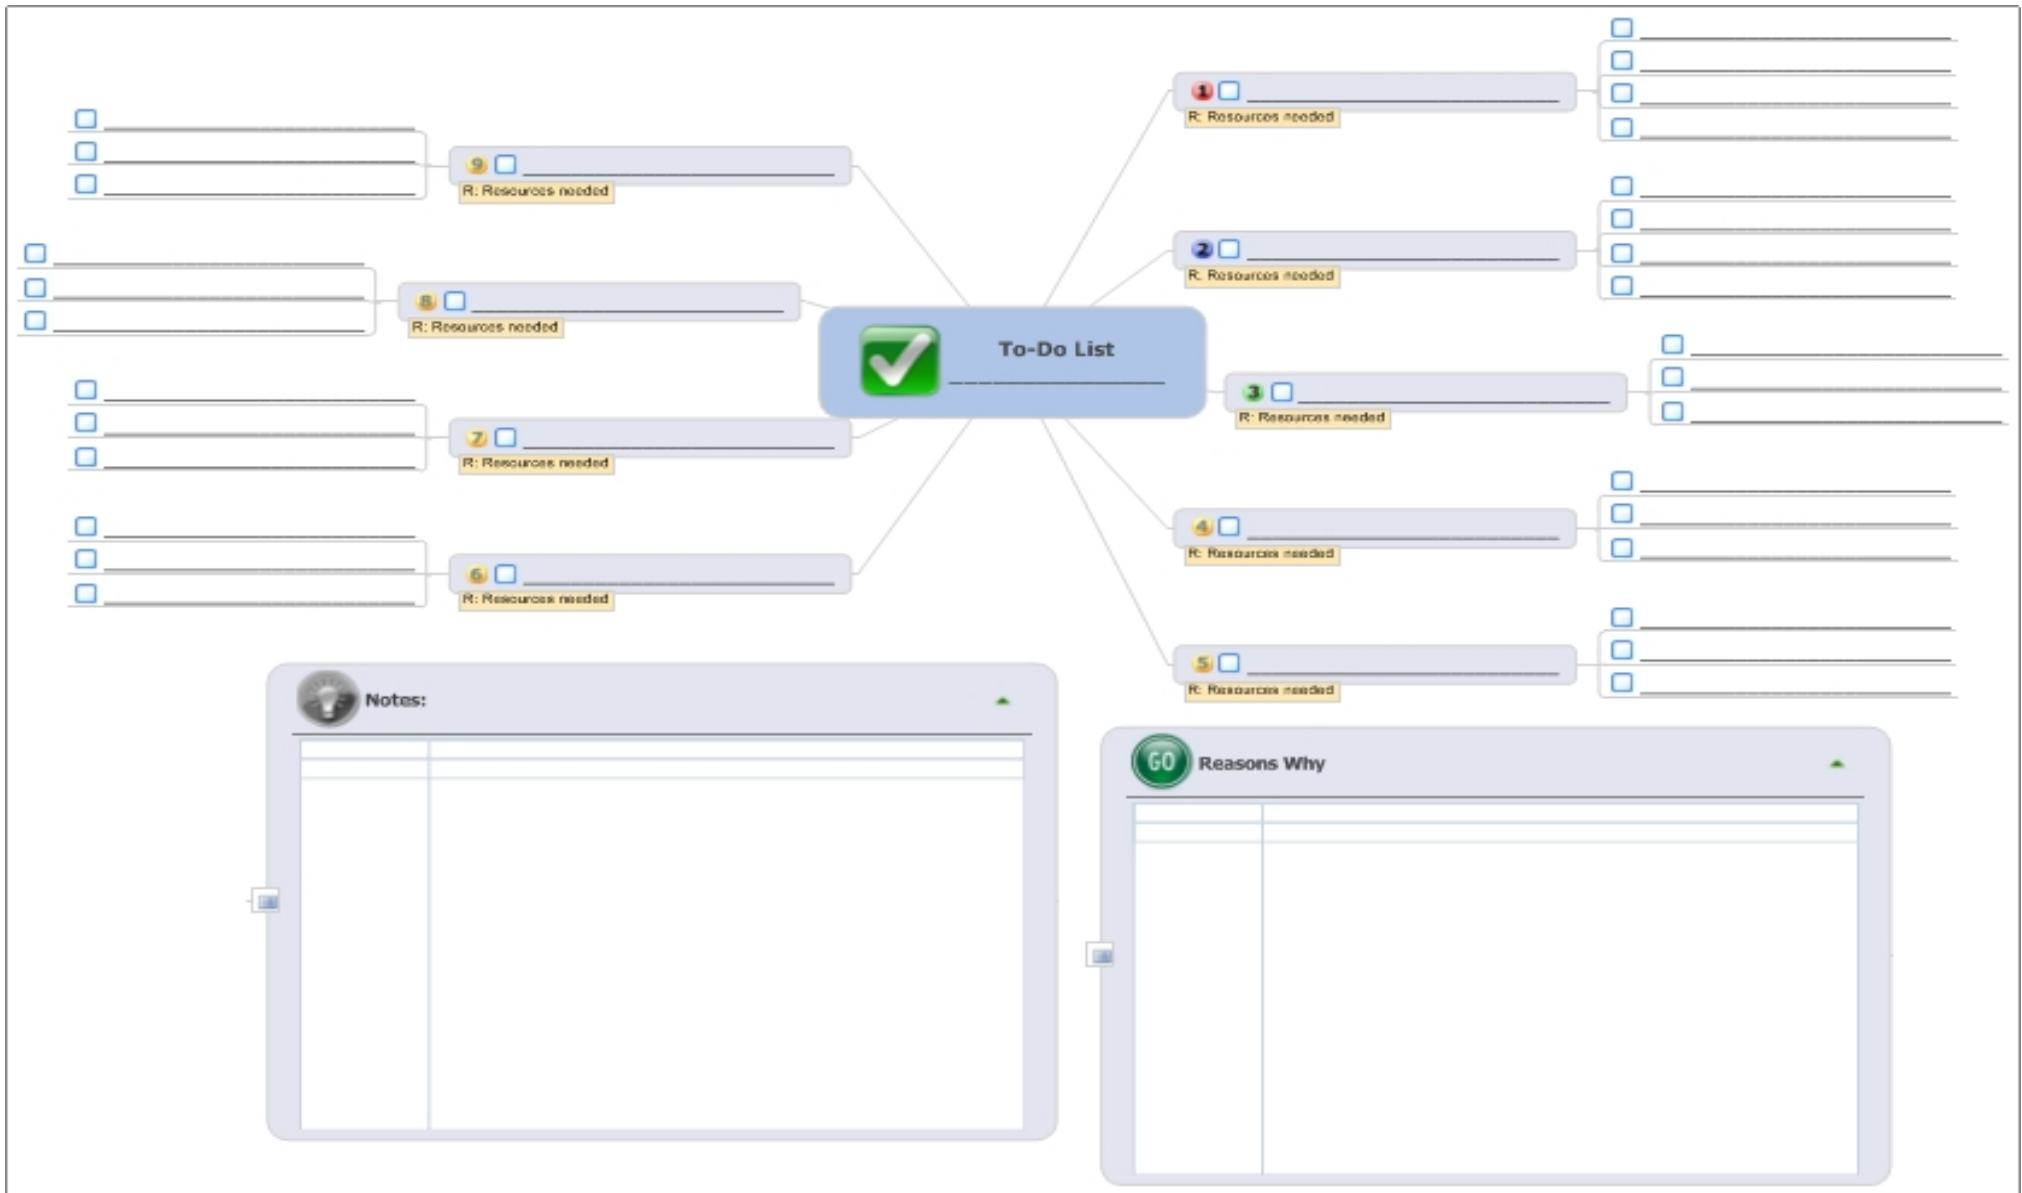 To-Do List
1
R: Resources needed
2
R: Resources needed
3
R: Resources needed
4
R: Resources needed
5
R: Resources needed
6
R: Resources needed
7
R: Resources needed
8
R: Resources needed
9
R: Resources needed
Notes:
GO Reasons Why